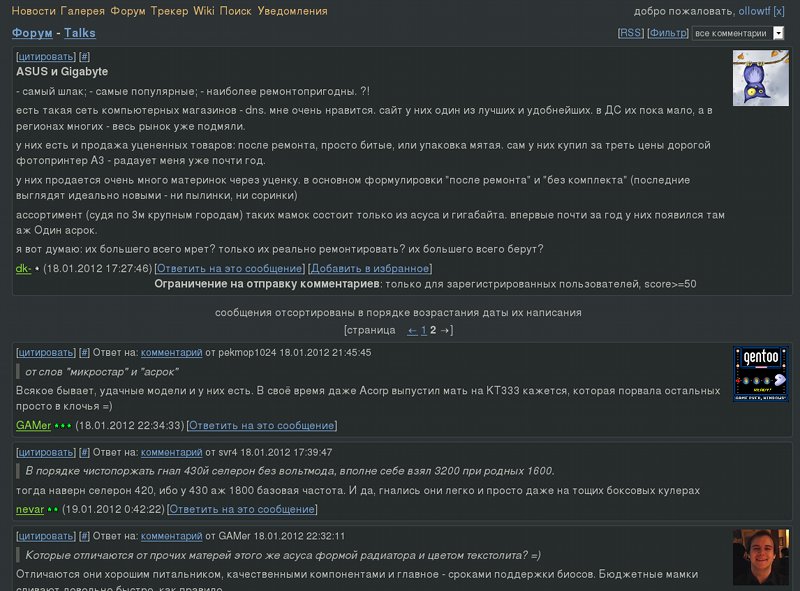 Новости Галерея Форум Трекер Wiki Поиск Уведомления
добро пожаловать, ollowtf [x]
Форум - Talks
[RSS] [Фильтр] все комментарии
[цитировать] [#]
ASUS и Gigabyte
- самый шлак; - самые популярные; - наиболее ремонтопригодны. ?!
есть такая сеть компьютерных магазинов - dns. мне очень нравится. сайт у них один из лучших и удобнейших. в ДС их пока мало, а в
регионах многих - весь рынок уже подмяли.
у них есть и продажа уцененных товаров: после ремонта, просто битые, или упаковка мятая. сам у них купил за треть цены дорогой
фотопринтер А3 - радует меня уже почти год.
у них продается очень много материнок через уценку. в основном формулировки "после ремонта" и "без комплекта" (последние
выглядят идеально новыми - ни пылинки, ни соринки)
ассортимент (судя по 3м крупным городам) таких мамок состоит только из асуса и гигабайта. впервые почти за год у них появился там
аж Один асрок.
я вот думаю: их большего всего мрет? только их реально ремонтировать? их большего всего берут?
dk- * (18.01.2012 17:27:46) [Ответить на это сообщение] [Добавить в избранное]
Ограничение на отправку комментариев: только для зарегистрированных пользователей, score>=50
сообщения отсортированы в порядке возрастания даты их написания
[страница ← 1 2 →]
[цитировать] [#] Ответ на: комментарий от pekmop1024 18.01.2012 21:45:45
от слов "микростар" и "асрок"
Всякое бывает, удачные модели и у них есть. В своё время даже Acorp выпустил мать на KT333 кажется, которая порвала остальных
просто в клочья =)
GAMer *** (18.01.2012 22:34:33) [Ответить на это сообщение]
gentoo
[цитировать] [#] Ответ на: комментарий от svr4 18.01.2012 17:39:47
В порядке чистопоржать гнал 430й селерон без вольтмода, вполне себе взял 3200 при родных 1600.
тогда наверн селерон 420, ибо у 430 аж 1800 базовая частота. И да, гнались они легко и просто даже на тощих боксовых кулерах
nevar ** (19.01.2012 0:42:22) [Ответить на это сообщение]
[цитировать] [#] Ответ на: комментарий от GAMer 18.01.2012 22:32:11
Которые отличаются от прочих матерей этого же асуса формой радиатора и цветом текстолита? =)
Отличаются они хорошим питальником, качественными компонентами и главное - сроками поддержки биосов. Бюджетные мамки
сливают довольно быстро, как правило.